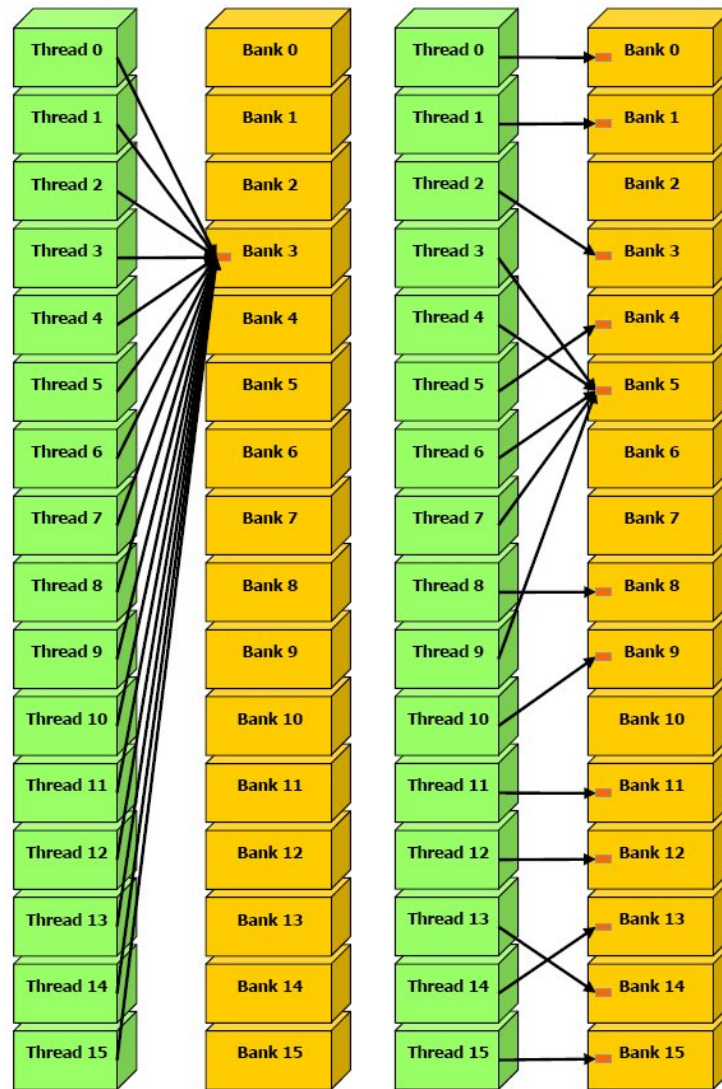 Thread 0 Bank 0 Thread 0 Bank 0
Thread 1 Bank 1 Thread 1 Bank 1
Thread 2 Bank 2 Thread 2 Bank 2
Thread 3 Bank 3 Thread 3 Bank 3
Thread 4 Bank 4 Thread 4 Bank 4
Thread 5 Bank 5 Thread 5 Bank 5
Thread 6 Bank 6 Thread 6 Bank 6
Thread 7 Bank 7 Thread 7 Bank 7
Thread 8 Bank 8 Thread 8 Bank 8
Thread 9 Bank 9 Thread 9 Bank 9
Thread 10 Bank 10 Thread 10 Bank 10
Thread 11 Bank 11 Thread 11 Bank 11
Thread 12 Bank 12 Thread 12 Bank 12
Thread 13 Bank 13 Thread 13 Bank 13
Thread 14 Bank 14 Thread 14 Bank 14
Thread 15 Bank 15 Thread 15 Bank 15